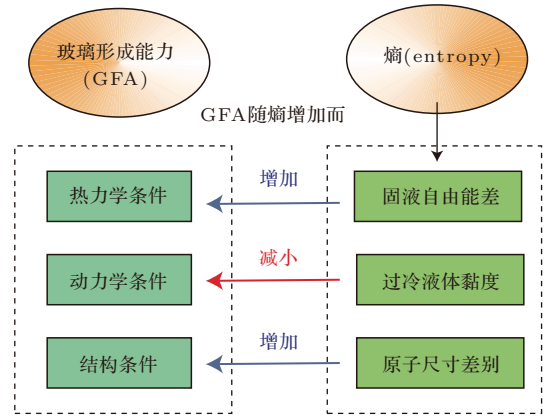 玻璃形成能力
(GFA)
熵(entropy)
GFA随熵增加而
热力学条件
增加
固液自由能差
动力学条件
减小
过冷液体黏度
结构条件
增加
原子尺寸差别